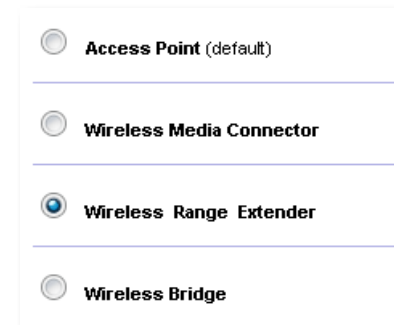 Access Point (default)
Wireless Media Connector
Wireless Range Extender
Wireless Bridge